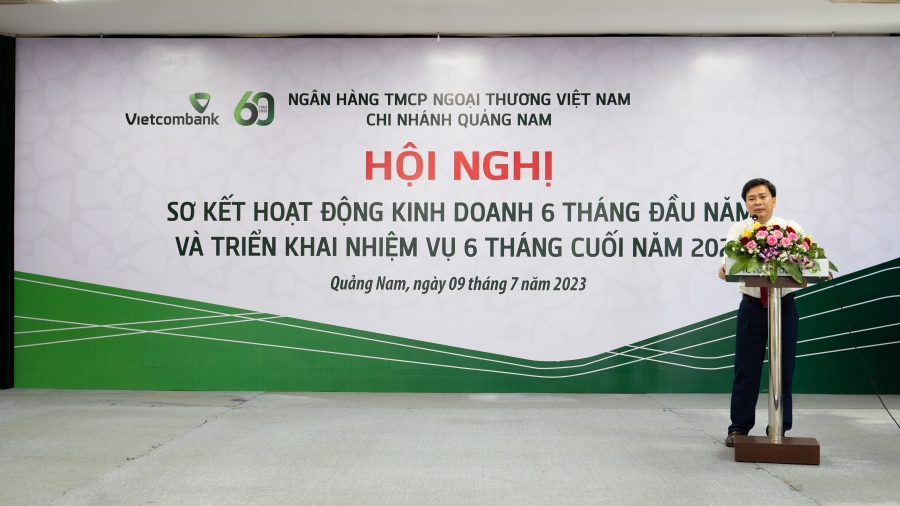 Vietcombank
60
NGÂN HÀNG TMCP NGOẠI THƯƠNG VIỆT NAM
CHI NHÁNH QUẢNG NAM
HỘI NGHỊ
SƠ KẾT HOẠT ĐỘNG KINH DOANH 6 THÁNG ĐẦU NĂM
VÀ TRIỂN KHAI NHIỆM VỤ 6 THÁNG CUỐI NĂM
Quảng Nam, ngày 09 tháng 7 năm 2023